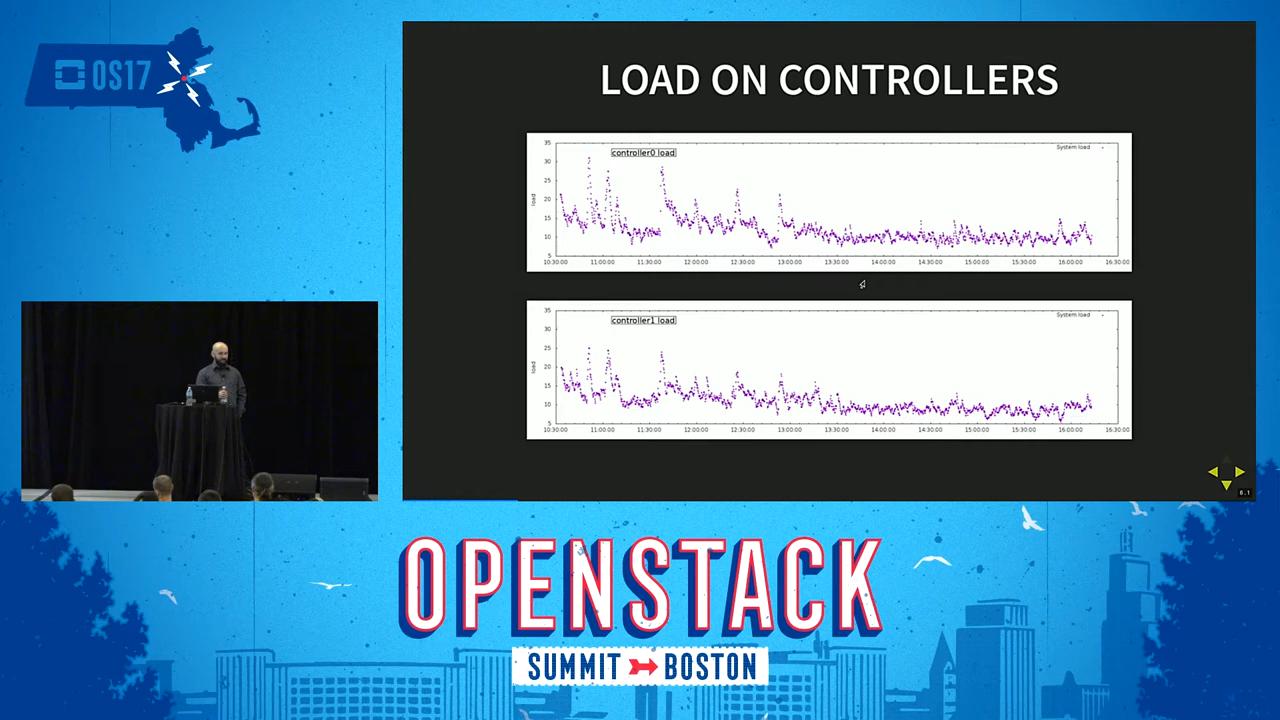 OS17
LOAD ON CONTROLLERS
controller0 load
System load
load
35
30
25
20
15
10
5
10:30:00 11:00:00 11:30:00 12:00:00 12:30:00 13:00:00 13:30:00 14:00:00 14:30:00 15:00:00 15:30:00 16:00:00 16:30:00
controller1 load
System load
load
35
30
25
20
15
10
5
10:30:00 11:00:00 11:30:00 12:00:00 12:30:00 13:00:00 13:30:00 14:00:00 14:30:00 15:00:00 15:30:00 16:00:00 16:30:00
6.1
OPENSTACK
SUMMIT BOSTON